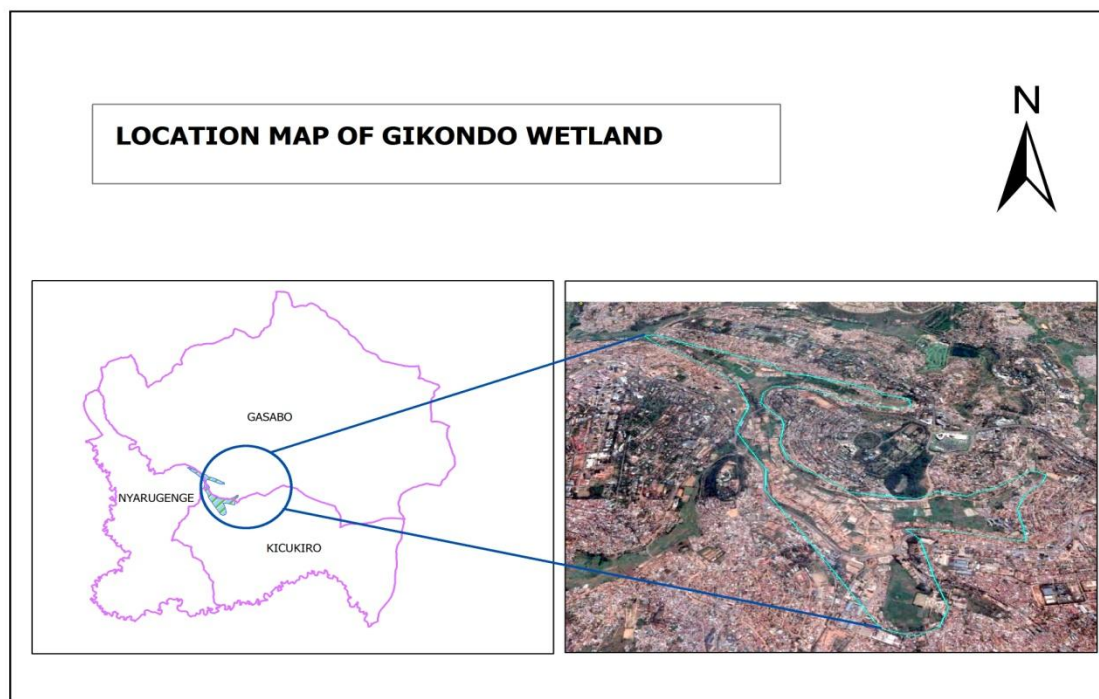 N
LOCATION MAP OF GIKONDO WETLAND
GASABO
NYARUGENGE
KICUKIRO